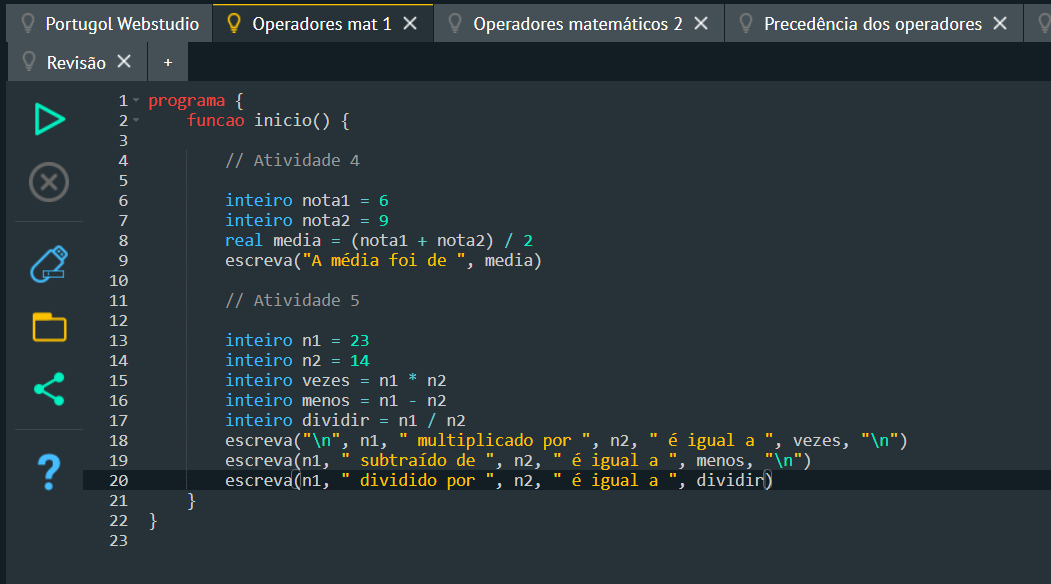 Portugol Webstudio Operadores mat 1 Operadores matemáticos 2 Precedência dos operadores
Revisão +
1 programa {
2 funcao inicio() {
3
4 // Atividade 4
5
6 inteiro nota1 = 6
7 inteiro nota2 = 9
8 real media = (nota1 + nota2) / 2
9 escreva("A média foi de ", media)
10
11 // Atividade 5
12
13 inteiro n1 = 23
14 inteiro n2 = 14
15 inteiro vezes = n1 * n2
16 inteiro menos = n1 - n2
17 inteiro dividir = n1 / n2
18 escreva("\n", n1, " multiplicado por ", n2, " é igual a ", vezes, "\n")
19 escreva(n1, " subtraído de ", n2, " é igual a ", menos, "\n")
20 escreva(n1, " dividido por ", n2, " é igual a ", dividir)
21 }
22 }
23